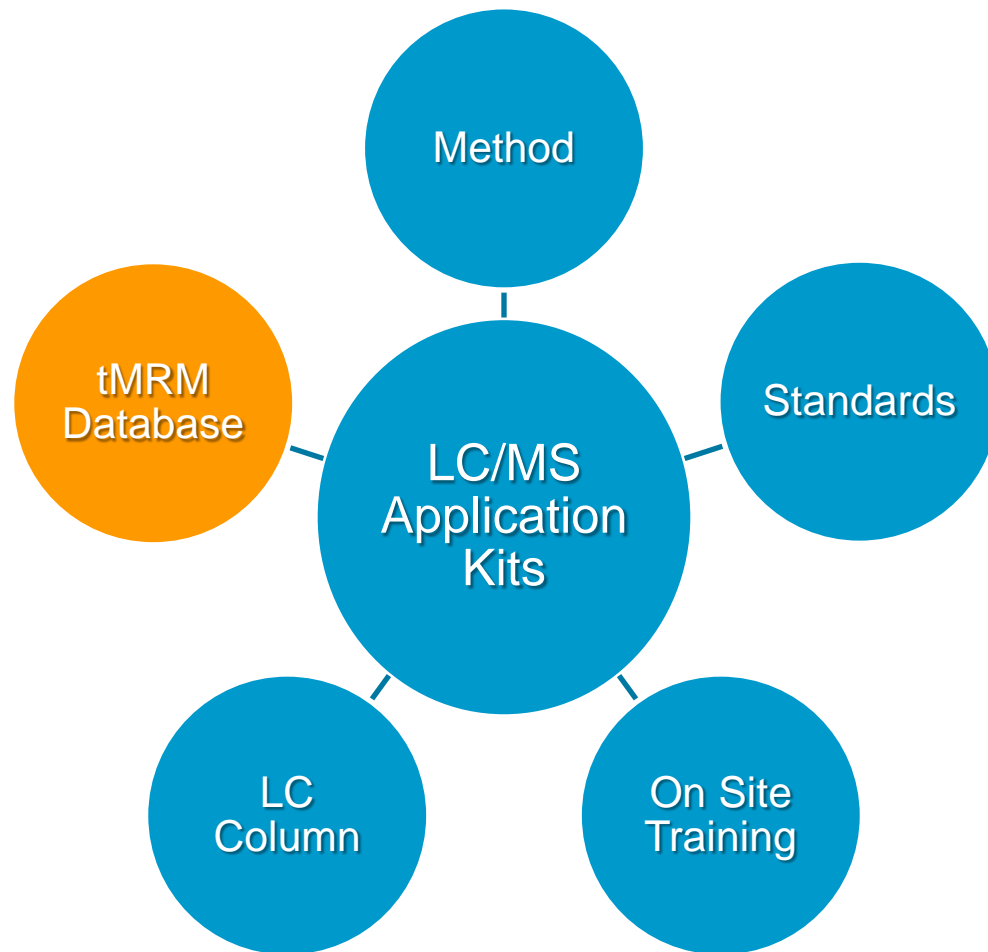 Method
tMRM
Database
Standards
LC/MS
Application
Kits
LC
Column
On Site
Training